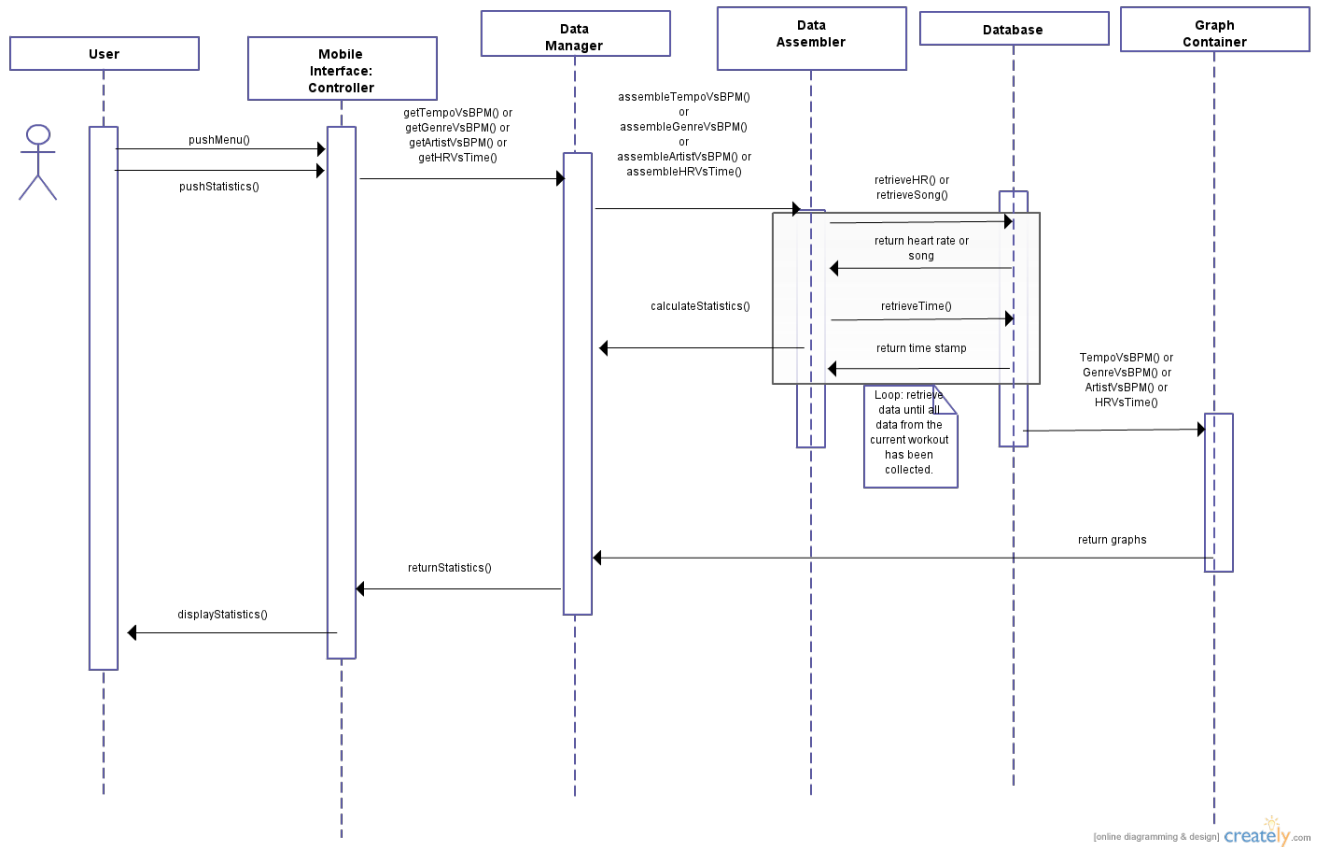 User
Mobile
Interface:
Controller
Data
Manager
Data
Assembler
Database
Graph
Container
pushMenu()
pushStatistics()
getTempoVsBPM() or
getGenreVsBPM() or
getArtistVsBPM() or
getHRVsTime()
assembleTempoVsBPM()
or
assembleGenreVsBPM()
or
assembleArtistVsBPM() or
assembleHRVsTime()
retrieveHR() or
retrieveSong()
return heart rate or
song
calculateStatistics()
retrieveTime()
return time stamp
TempoVsBPM() or
GenreVsBPM() or
ArtistVsBPM() or
HRVsTime()
Loop: retrieve
data until all
data from the
current workout
has been
collected.
return graphs
returnStatistics()
displayStatistics()
[online diagramming & design] creately.com